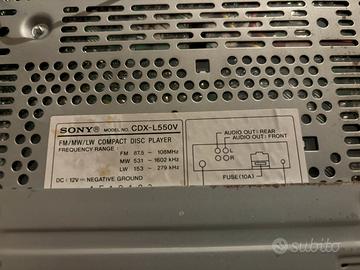 SONY® MODEL NO. CDX-L550V
FM/MW/LW COMPACT DISC PLAYER
FREQUENCY RANGE:
FM 87.5 - 108MHz
MW 531 - 1602 kHz
LW 153 - 279 kHz
DC 12V NEGATIVE GROUND
AUDIO OUT: REAR
AUDIO OUT: FRONT
L
R
FUSE (10A)
subito